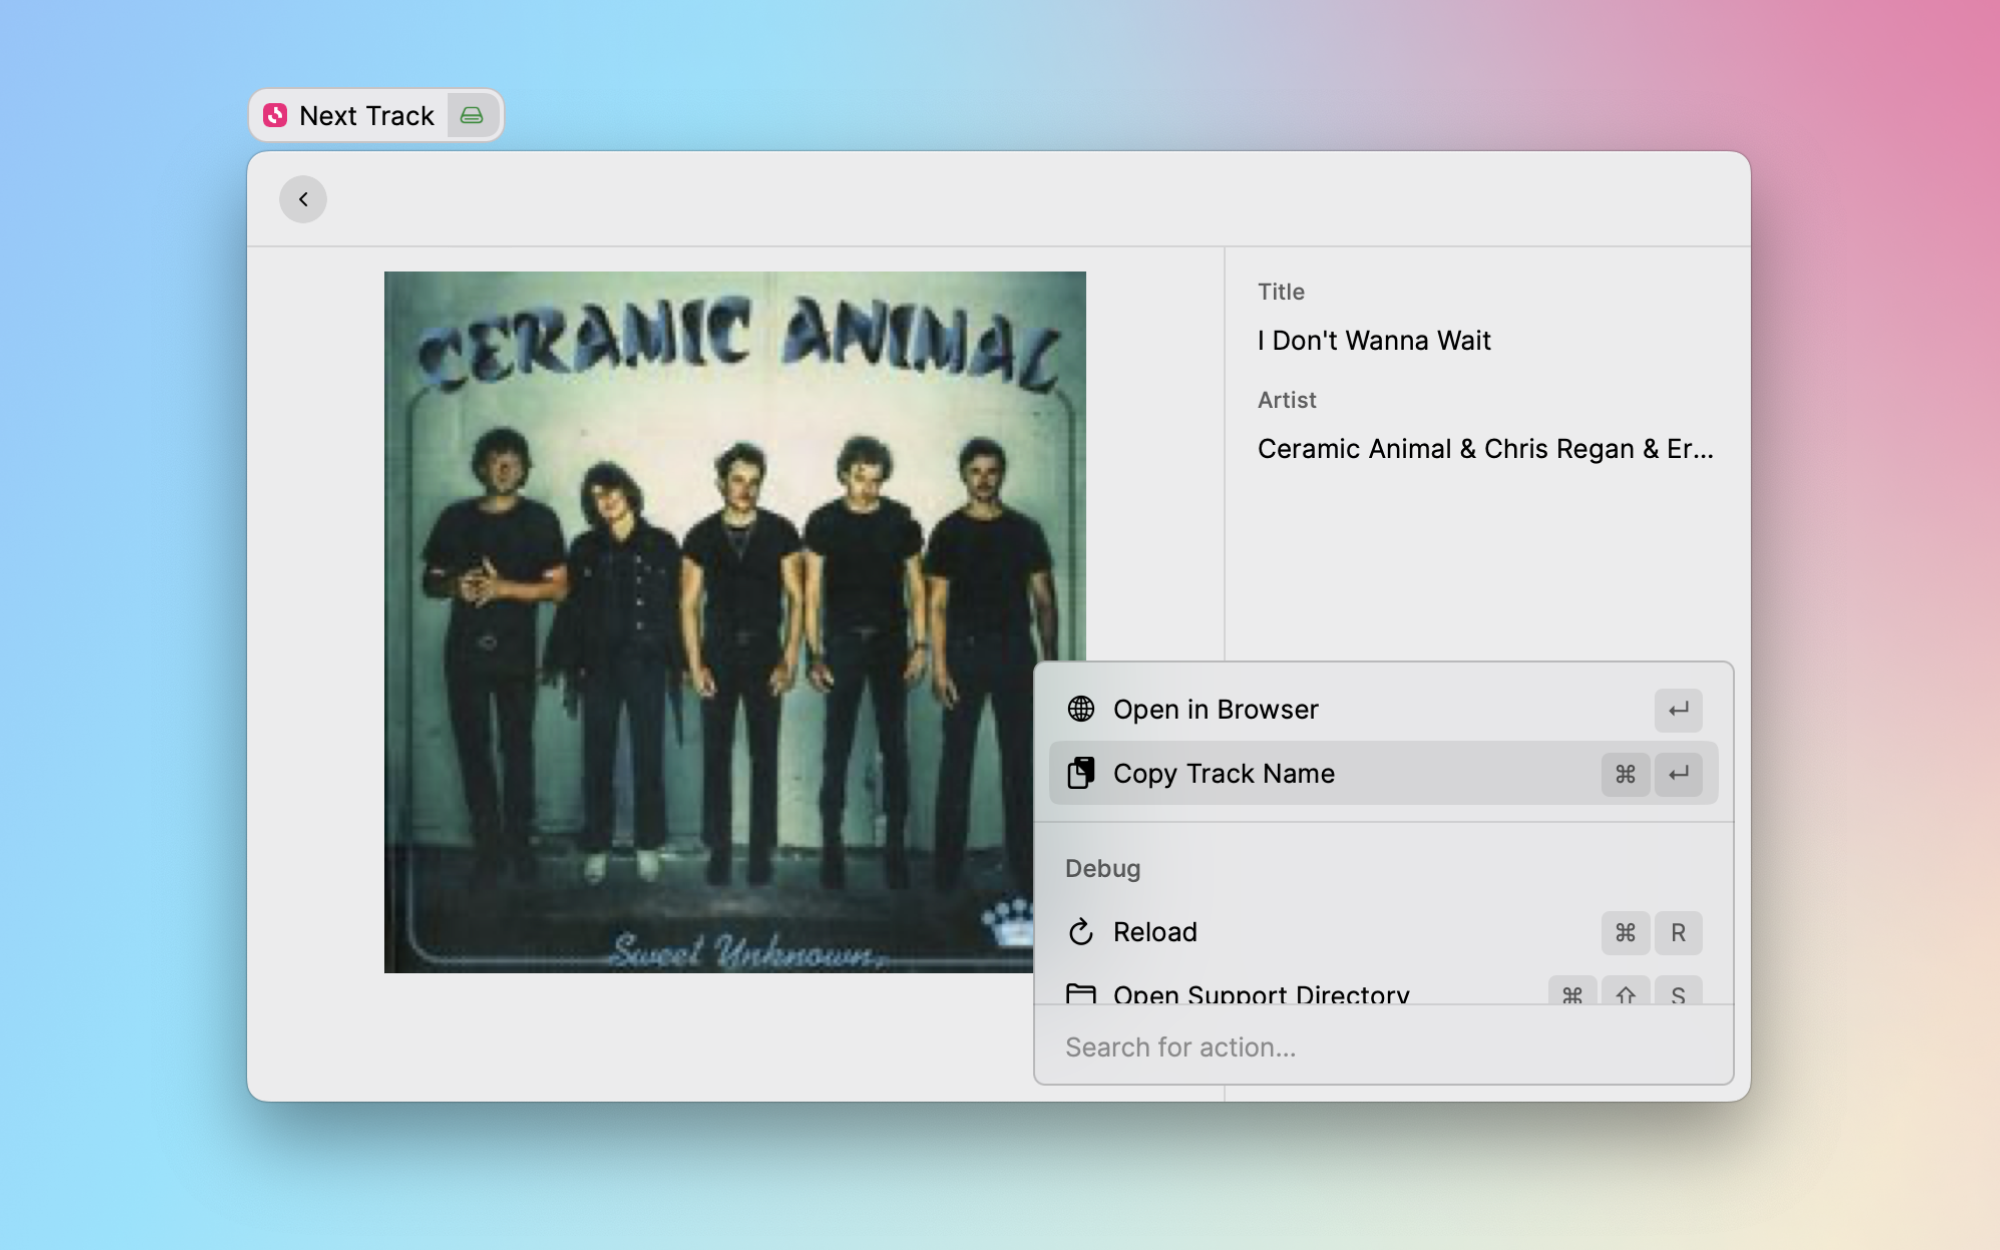 Next Track
CERAMIC ANIMAL
Sweet Unknown
Title
I Don't Wanna Wait
Artist
Ceramic Animal & Chris Regan & Er...
Open in Browser
Copy Track Name ⌘
Debug
Reload ⌘ R
Open Support Directory ⌘ ⇧ S
Search for action...